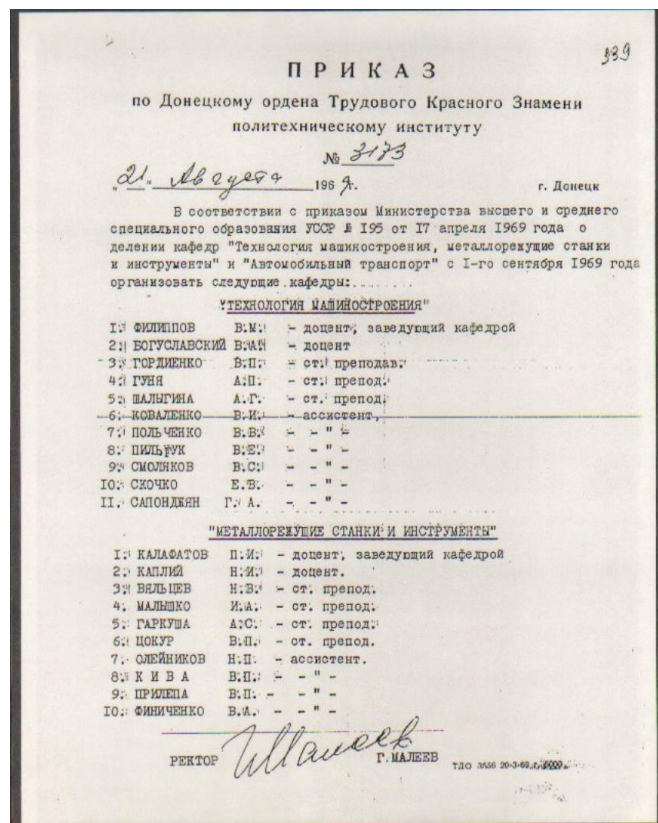 339
ПРИКАЗ
по Донецкому ордена Трудового Красного Знамени
политехническому институту
№ 3173
„21" Августа 1969 г. г. Донецк
В соответствии с приказом Министерства высшего и среднего
специального образования УССР № 195 от 17 апреля 1969 года о
делении кафедр "Технология машиностроения, металлорежущие станки
и инструменты" и "Автомобильный транспорт" с I-го сентября 1969 года
организовать следующие кафедры:
"ТЕХНОЛОГИЯ МАШИНОСТРОЕНИЯ"
1. ФИЛИППОВ В.М. - доцент, заведующий кафедрой
2. БОГУСЛАВСКИЙ В.А. - доцент
3. ГОРДИЕНКО В.П. - ст. преподав.
4. ГУНЯ А.П. - ст. препод.
5. ШАЛЫГИНА А.Г. - ст. препод.
6. КОВАЛЕНКО В.И. - ассистент.
7. ПОЛЬЧЕНКО В.В. - - " -
8. ПИЛЬГУК В.Е. - - " -
9. СМОЛЯКОВ В.С. - - " -
10. СКОЧКО Е.В. - - " -
11. САПОНДЖЯН Г. А. - - " -
"МЕТАЛЛОРЕЖУЩИЕ СТАНКИ И ИНСТРУМЕНТЫ"
1. КАЛАФАТОВ П.И. - доцент, заведующий кафедрой
2. КАПЛИЙ Н.И. - доцент.
3. ВЯЛЬЦЕВ Н.В. - ст. препод.
4. МАЛЫШКО И.А. - ст. препод.
5. ГАРКУША А.С. - ст. препод.
6. ЦОКУР В.П. - ст. препод.
7. ОЛЕЙНИКОВ Н.П. - ассистент.
8. К И В А В.П. - - " -
9. ПРИЛЕПА В.П. - - " -
10. ФИНИЧЕНКО В.А. - - " -
РЕКТОР Г.МАЛЕЕВ
ТДО 3656 20-3-69